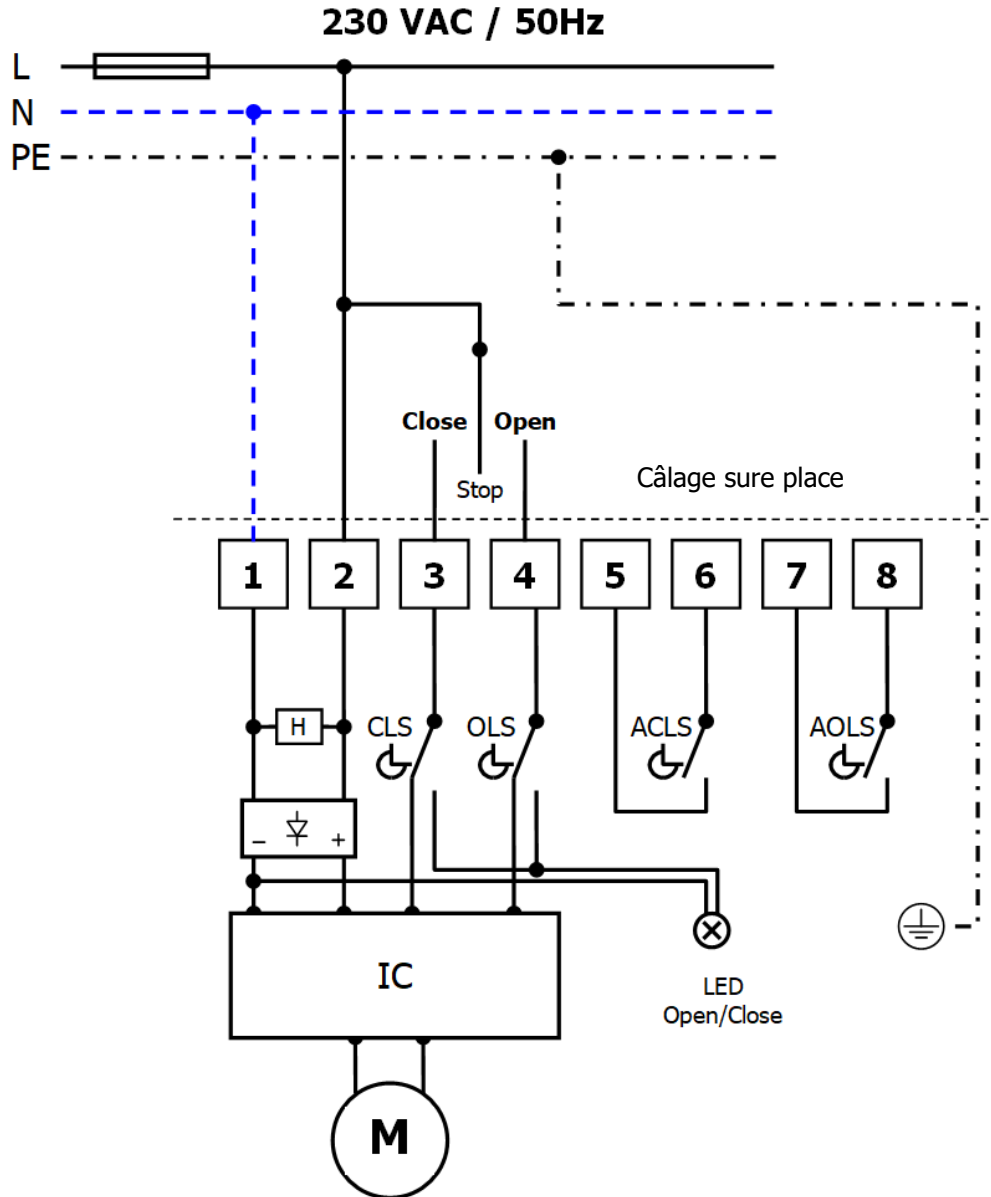 230 VAC / 50Hz
L
N
PE
Close Open
Stop
Câlage sure place
1 2 3 4 5 6 7 8
H CLS OLS ACLS AOLS
– +
IC
LED
Open/Close
M